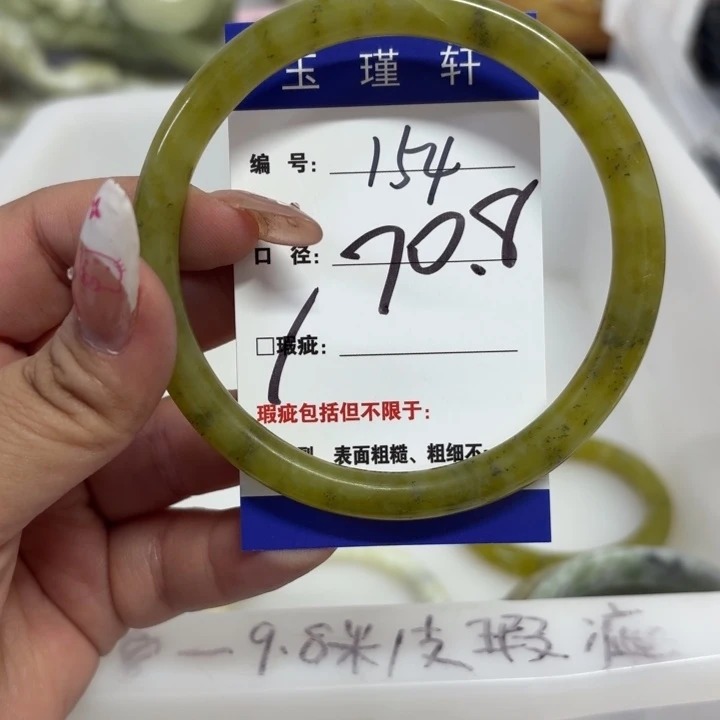 玉瑾轩
编 号: 154
口 径: 70.8
□瑕疵:
瑕疵包括但不限于:
表面粗糙、粗细不
一9.8米/支瑕疵